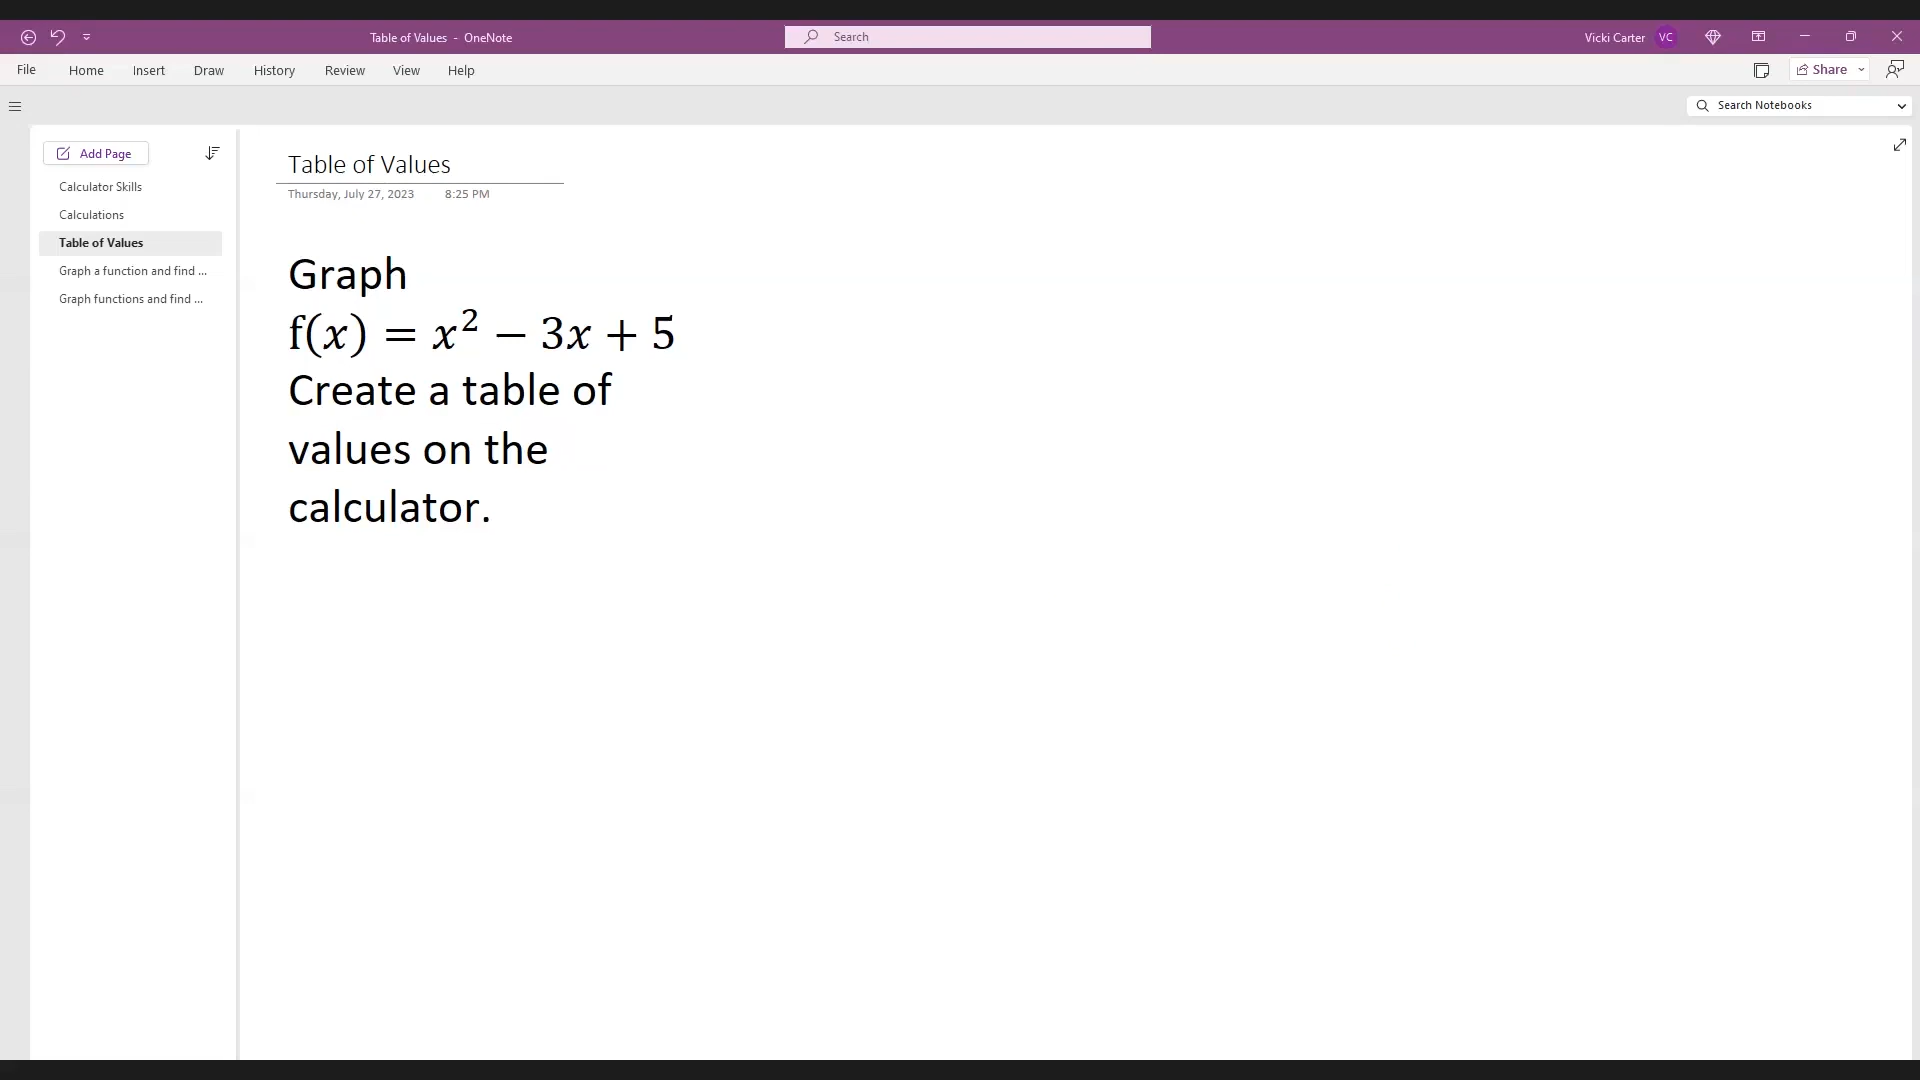 Table of Values - OneNote
Search
Vicki Carter VC
File Home Insert Draw History Review View Help
Share
Search Notebooks
Add Page
Calculator Skills
Calculations
Table of Values
Graph a function and find ...
Graph functions and find ...
Table of Values
Thursday, July 27, 2023 8:25 PM
Graph
f(x) = x² − 3x + 5
Create a table of
values on the
calculator.